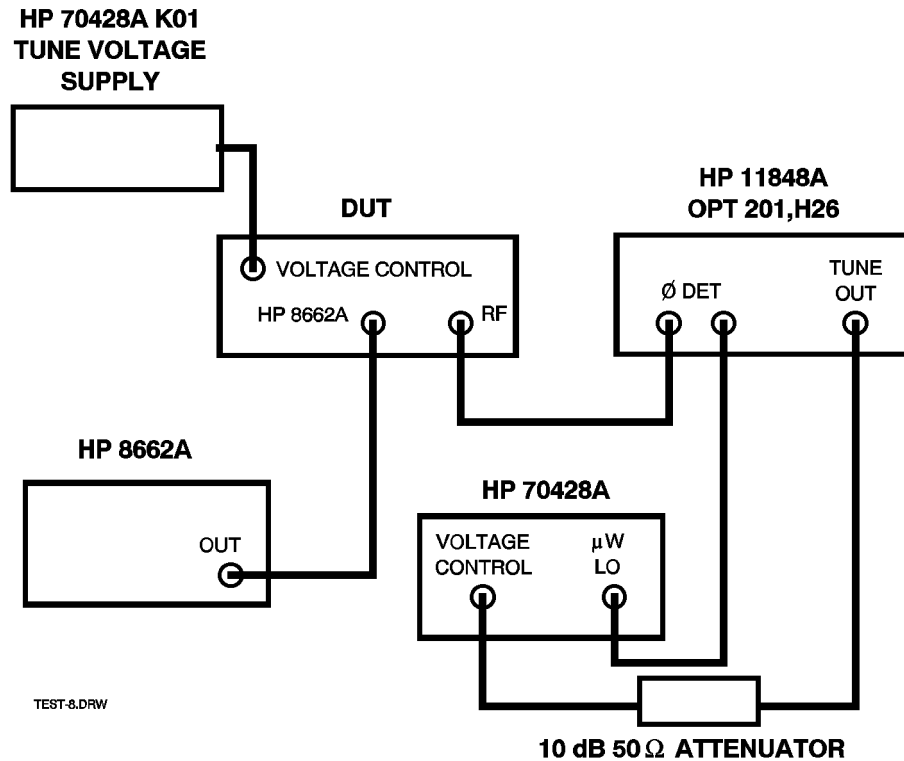 HP 70428A K01
TUNE VOLTAGE
SUPPLY
DUT
VOLTAGE CONTROL
HP 8662A
RF
HP 11848A
OPT 201,H26
Ø DET
TUNE
OUT
HP 8662A
OUT
HP 70428A
VOLTAGE
CONTROL
µW
LO
TEST-8.DRW
10 dB 50 Ω ATTENUATOR